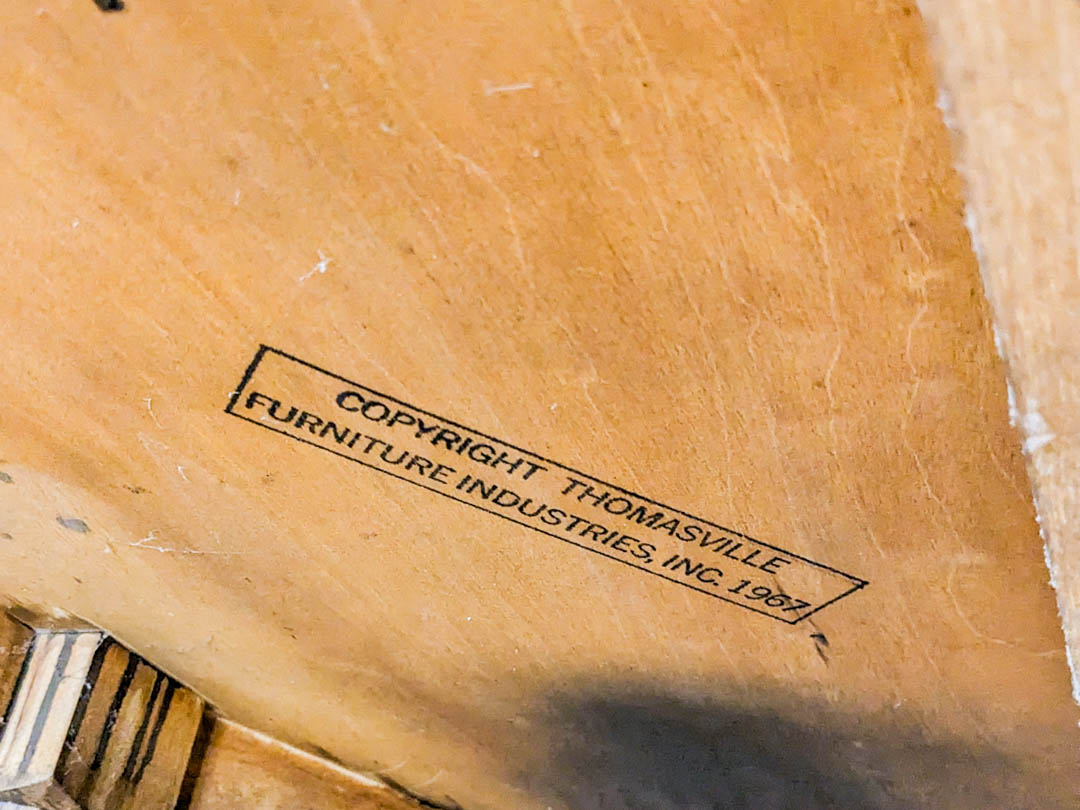 COPYRIGHT THOMASVILLE
FURNITURE INDUSTRIES, INC. 1967